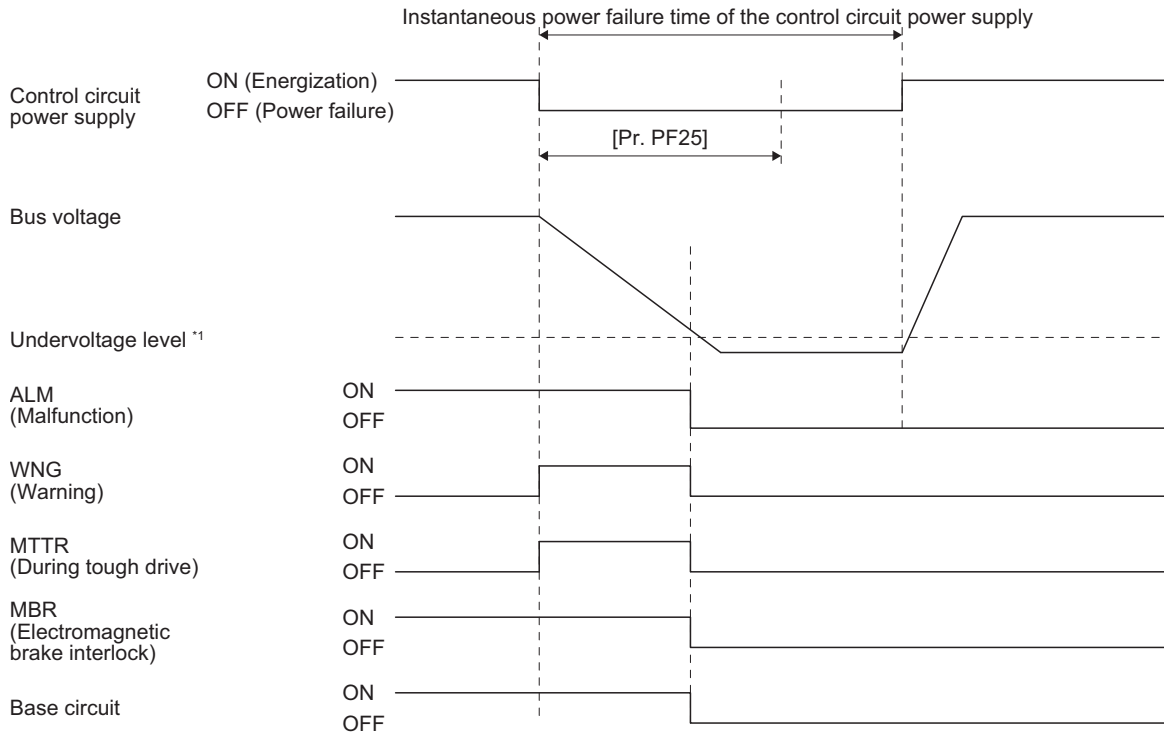 Instantaneous power failure time of the control circuit power supply
Control circuit
power supply
ON (Energization)
OFF (Power failure)
[Pr. PF25]
Bus voltage
Undervoltage level *1
ALM
(Malfunction)
ON
OFF
WNG
(Warning)
ON
OFF
MTTR
(During tough drive)
ON
OFF
MBR
(Electromagnetic
brake interlock)
ON
OFF
Base circuit
ON
OFF